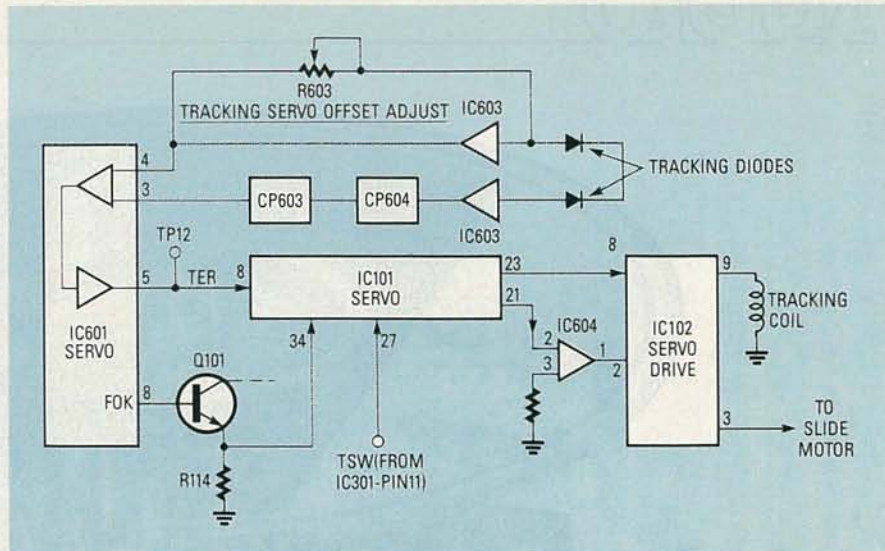 R603
TRACKING SERVO OFFSET ADJUST
IC603
4
3
CP603
CP604
IC603
TRACKING DIODES
TP12
5
TER
8
IC101
SERVO
23
21
8
9
TRACKING
COIL
IC601
SERVO
34
27
IC604
2
3
1
2
IC102
SERVO
DRIVE
Q101
FOK
8
3
TO
SLIDE
MOTOR
R114
TSW(FROM
IC301-PIN11)